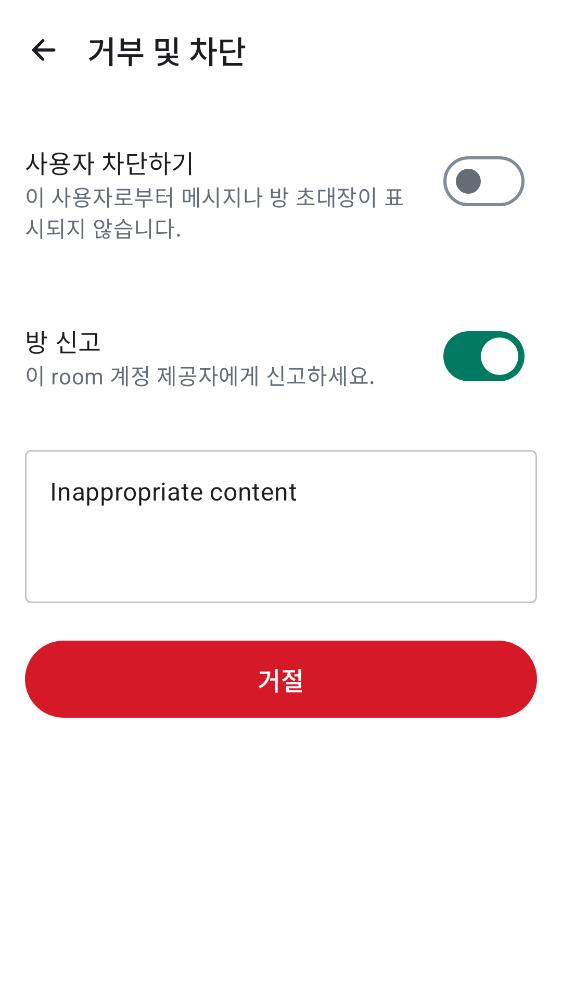 거부 및 차단
사용자 차단하기
이 사용자로부터 메시지나 방 초대장이 표
시되지 않습니다.
방 신고
이 room 계정 제공자에게 신고하세요.
Inappropriate content
거절